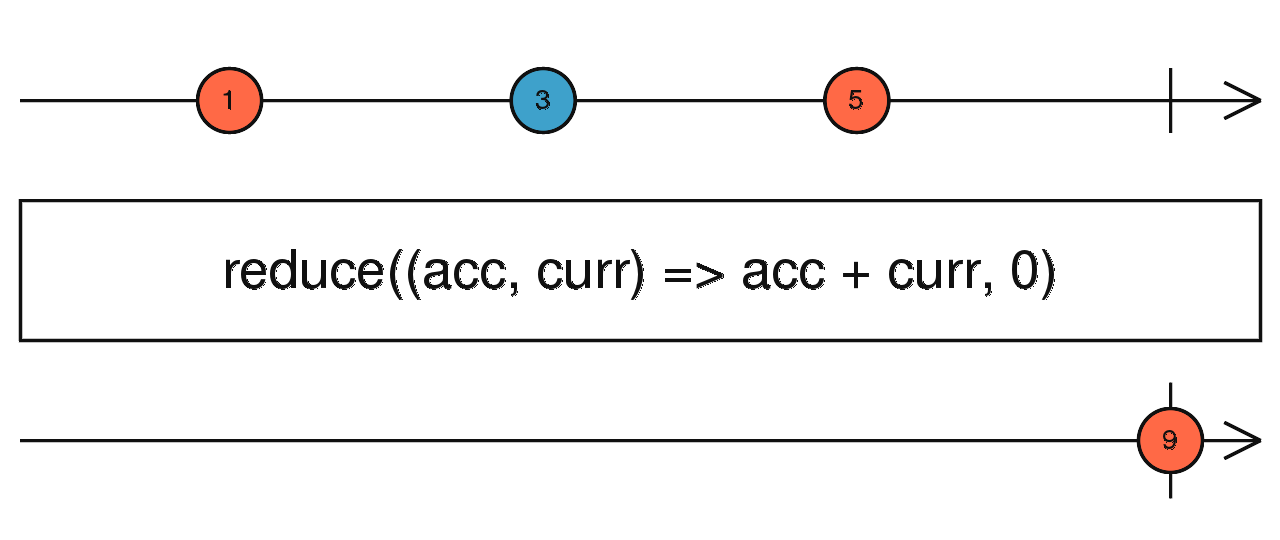 1 3 5
reduce((acc, curr) => acc + curr, 0)
9